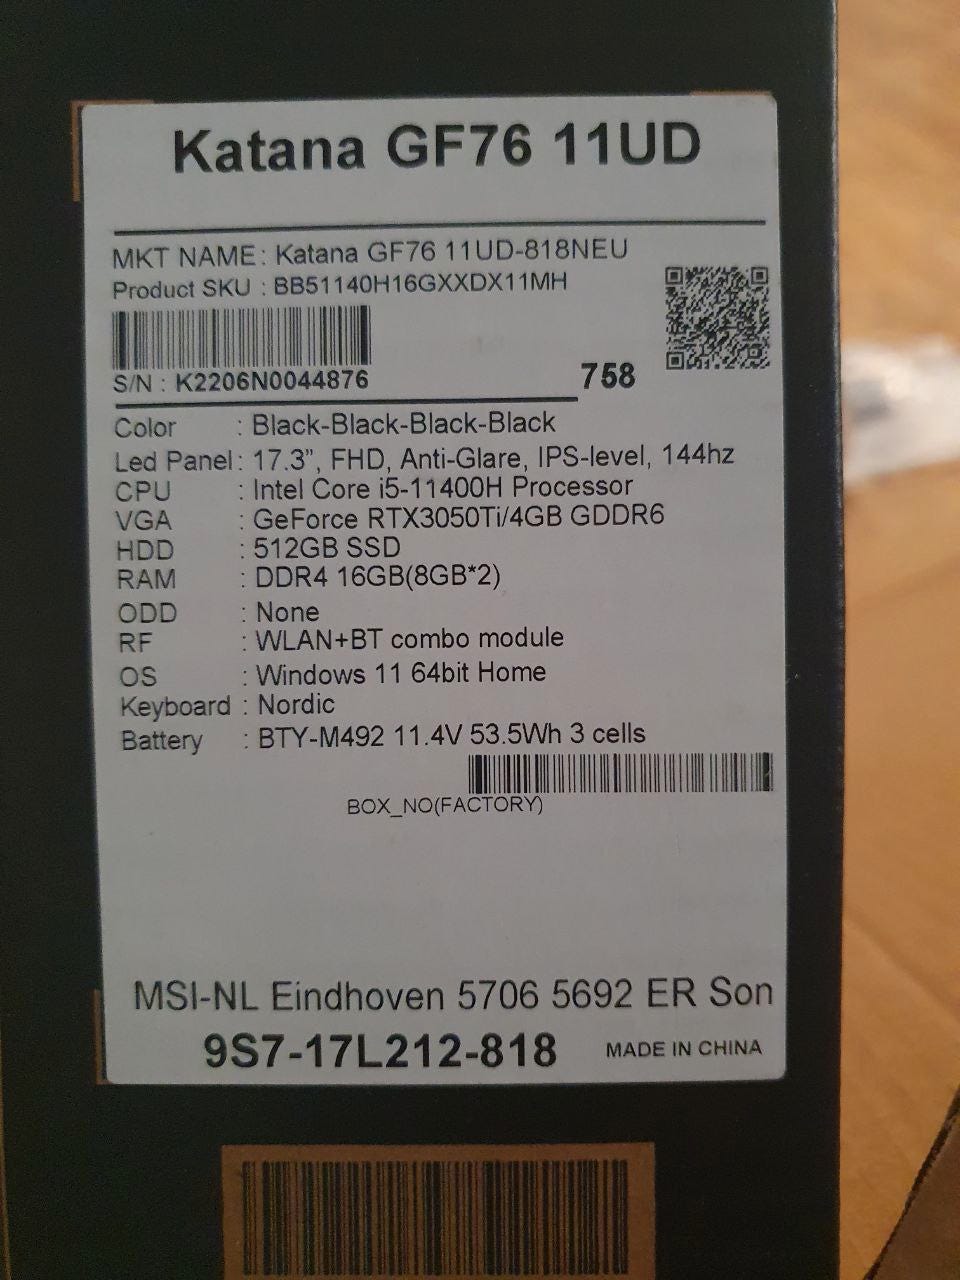 Katana GF76 11UD
MKT NAME: Katana GF76 11UD-818NEU
Product SKU : BB51140H16GXXDX11MH
S/N : K2206N0044876
758
Color : Black-Black-Black-Black
Led Panel: 17.3”, FHD, Anti-Glare, IPS-level, 144hz
CPU : Intel Core i5-11400H Processor
VGA : GeForce RTX3050Ti/4GB GDDR6
HDD : 512GB SSD
RAM : DDR4 16GB(8GB*2)
ODD : None
RF : WLAN+BT combo module
OS : Windows 11 64bit Home
Keyboard : Nordic
Battery : BTY-M492 11.4V 53.5Wh 3 cells
BOX_NO(FACTORY)
MSI-NL Eindhoven 5706 5692 ER Son
9S7-17L212-818 MADE IN CHINA